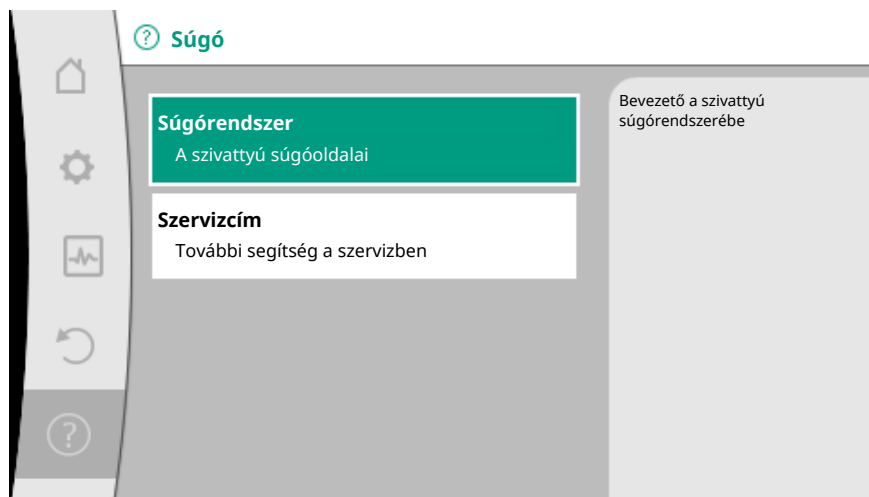 Súgó
Súgórendszer
A szivattyú súgóoldalai
Szervizcím
További segítség a szervizben
Bevezető a szivattyú
súgórendszerébe